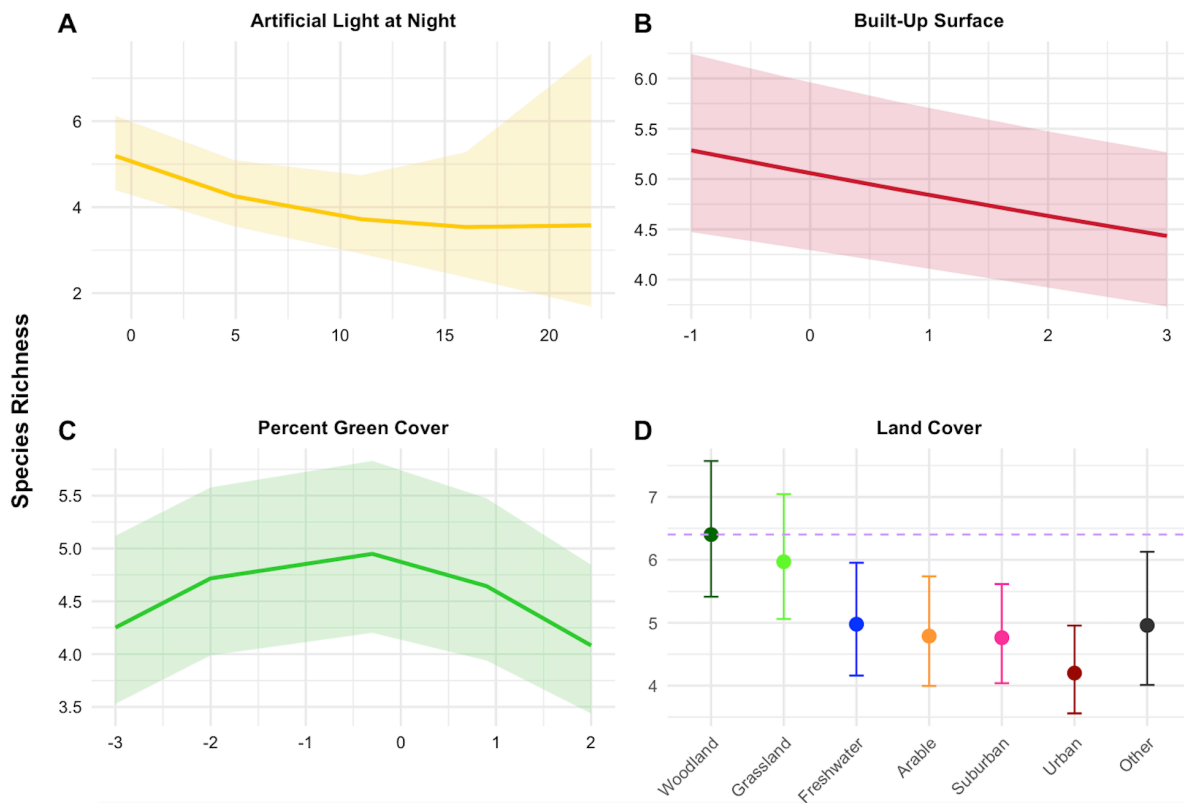 A
Artificial Light at Night
6
4
2
0 5 10 15 20
B
Built-Up Surface
6.0
5.5
5.0
4.5
4.0
-1 0 1 2 3
Species Richness
C
Percent Green Cover
5.5
5.0
4.5
4.0
3.5
-3 -2 -1 0 1 2
D
Land Cover
7
6
5
4
Woodland
Grassland
Freshwater
Arable
Suburban
Urban
Other